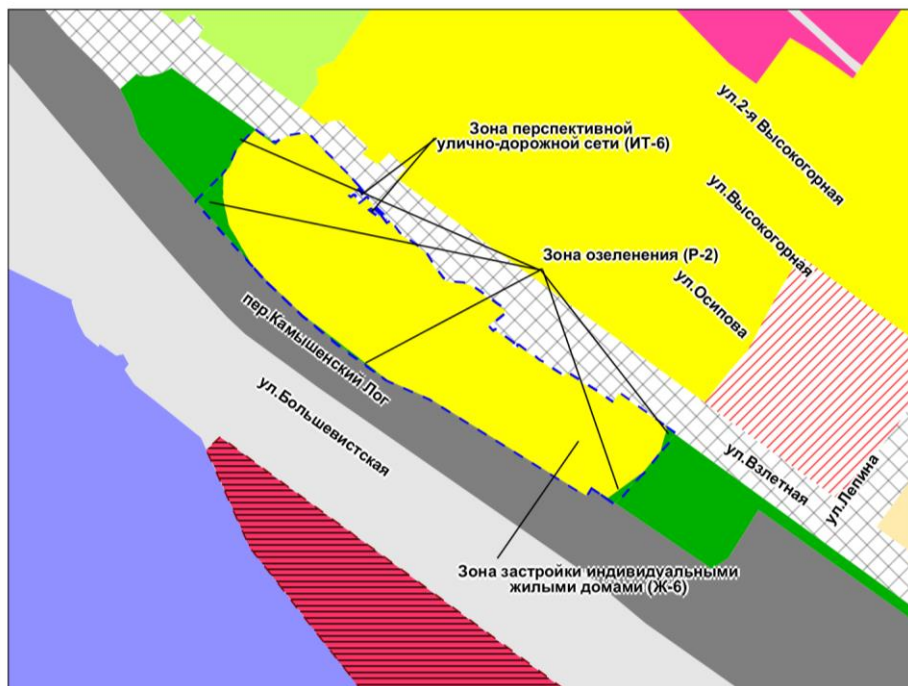 ул.2-я Высокогорная
Зона перспективной
улично-дорожной сети (ИТ-6)
ул.Высокогорная
Зона озеленения (Р-2)
ул.Осипова
пер.Камышенский Лог
ул.Большевистская
ул.Взлетная
ул.Лепина
Зона застройки индивидуальными
жилыми домами (Ж-6)